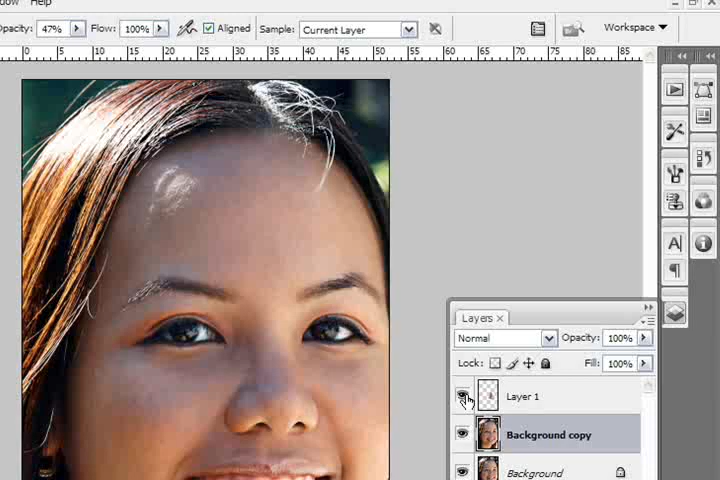 ndow Help
Opacity: 47% Flow: 100% Aligned Sample: Current Layer Workspace
0 5 10 15 20 25 30 35 40 45 50 55 60 65 70 75 80 85
Layers ×
Normal Opacity: 100%
Lock: Fill: 100%
Layer 1
Background copy
Background